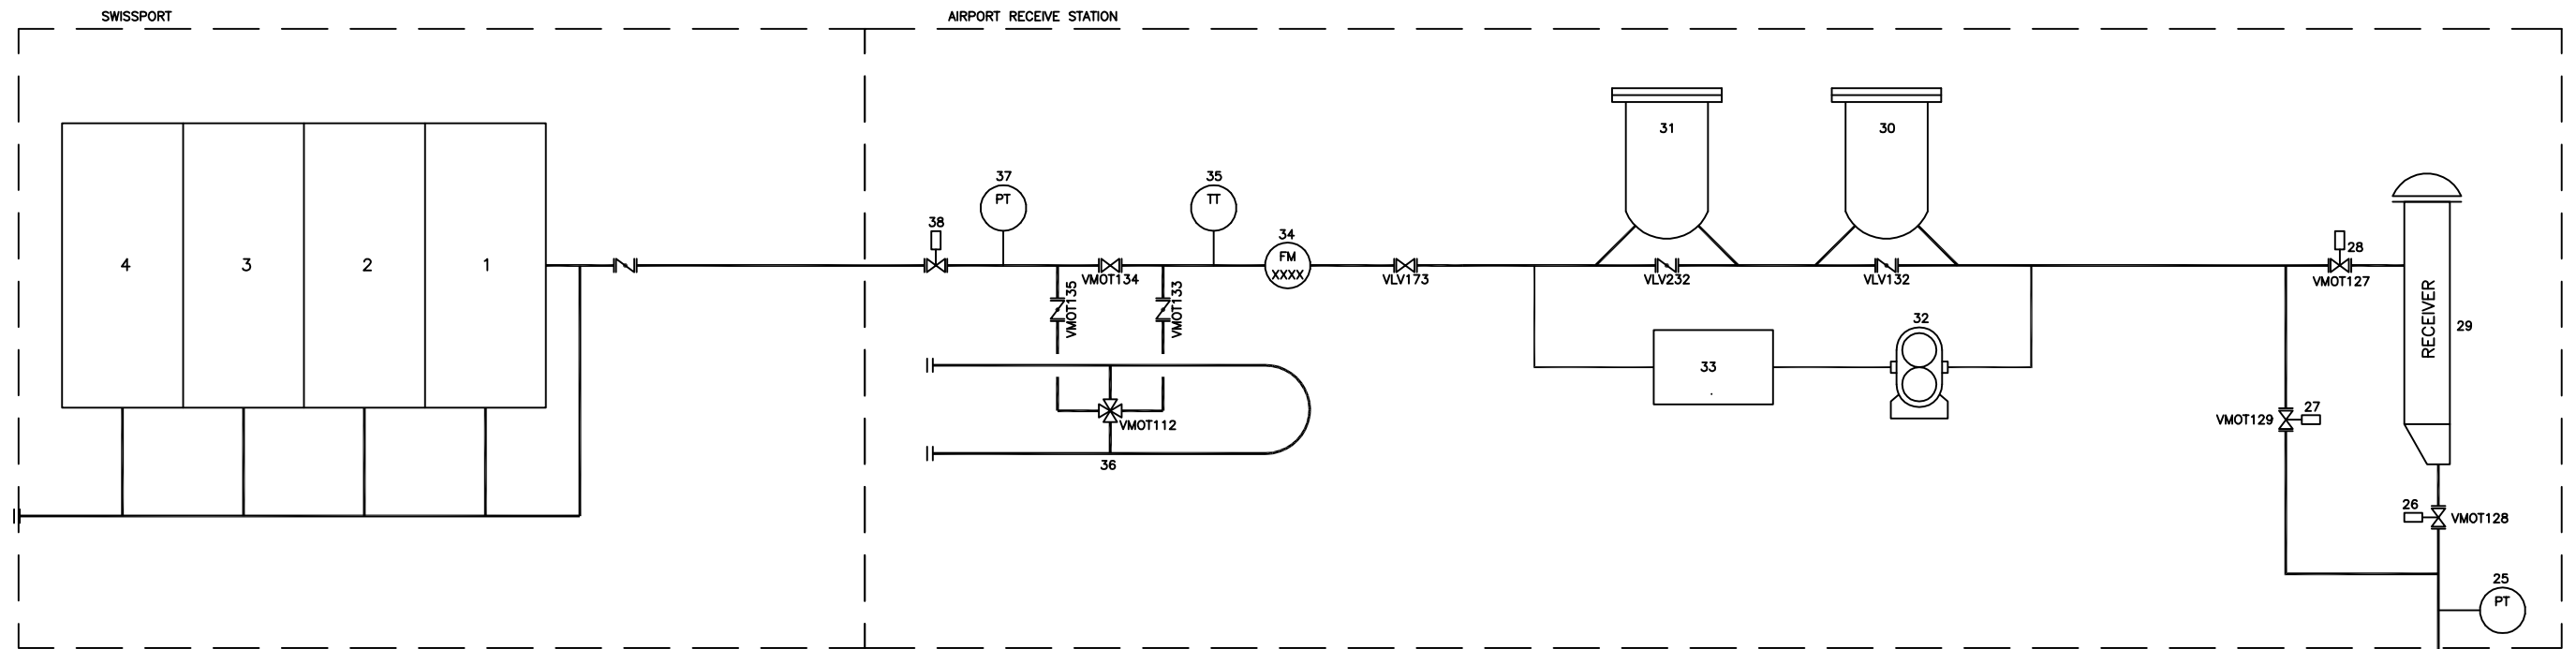 SWISSPORT
AIRPORT RECEIVE STATION
4
3
2
1
38
37
PT
VMOT134
VMOT135
VMOT133
35
TT
34
FM
XXXX
VLV173
31
VLV232
30
VLV132
33
32
VMOT112
36
28
VMOT127
RECEIVER
29
VMOT129
27
26
VMOT128
25
PT